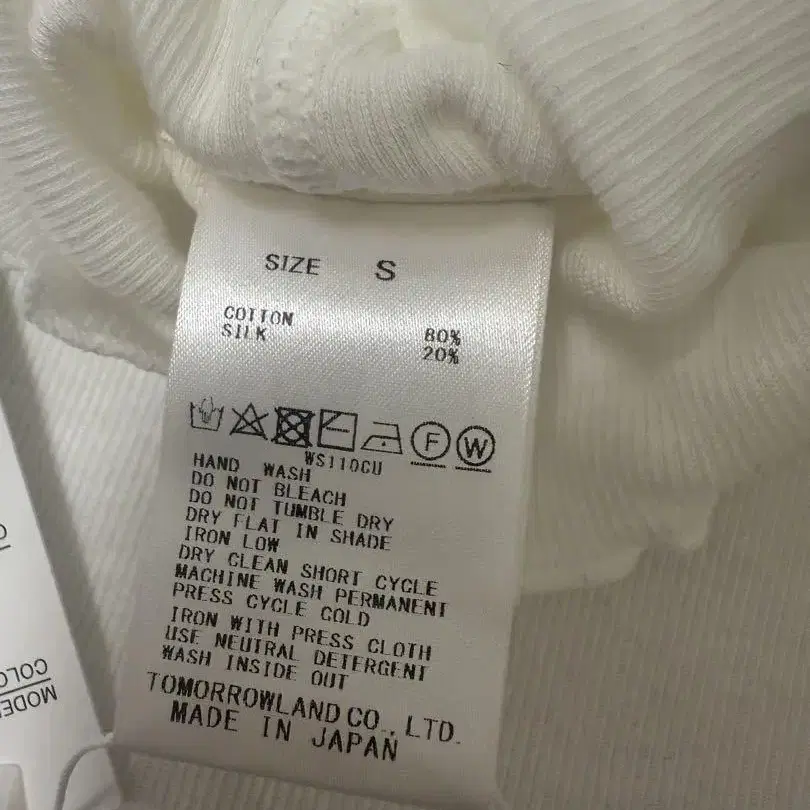 SIZE S
COTTON 80%
SILK 20%
F W
WS110CU
HAND WASH
DO NOT BLEACH
DO NOT TUMBLE DRY
DRY FLAT IN SHADE
IRON LOW
DRY CLEAN SHORT CYCLE
MACHINE WASH PERMANENT
PRESS CYCLE COLD
IRON WITH PRESS CLOTH
USE NEUTRAL DETERGENT
WASH INSIDE OUT
TOMORROWLAND CO., LTD.
MADE IN JAPAN